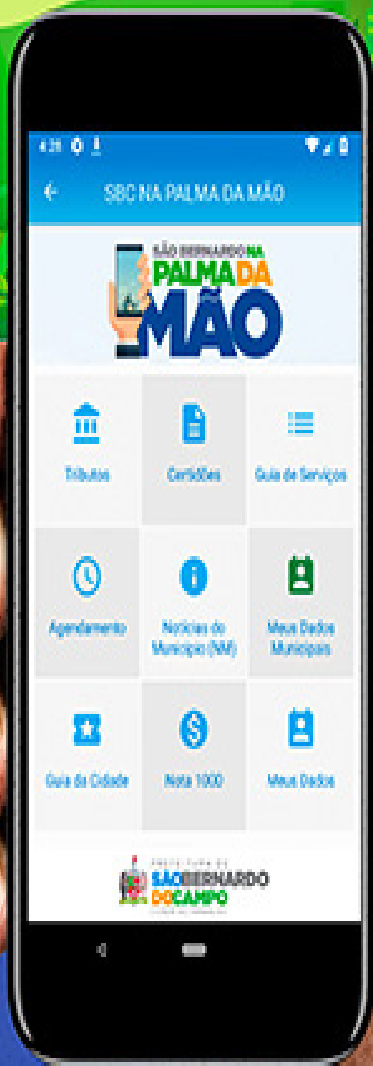 SBC NA PALMA DA MÃO
SÃO BERNARDO NA
PALMA DA
MÃO
Tributos
Certidões
Guia de Serviços
Agendamento
Notícias do
Município (NM)
Meus Dados
Municipais
Guia da Cidade
Nota 1000
Meus Dados
PREFEITURA DE
SÃO BERNARDO
DO CAMPO